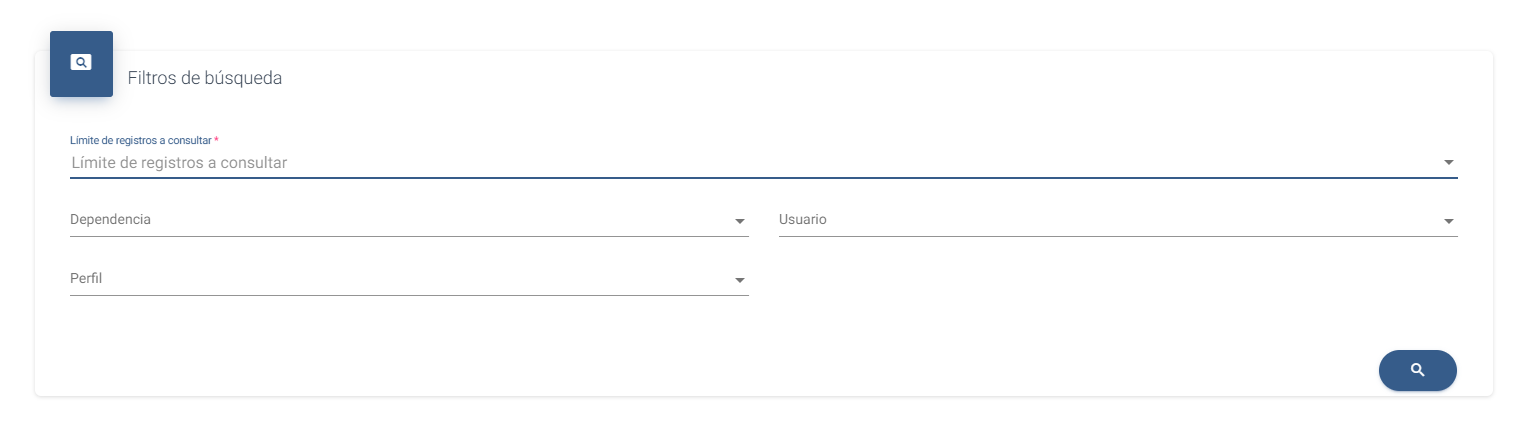 Filtros de búsqueda
Límite de registros a consultar *
Límite de registros a consultar
Dependencia
Usuario
Perfil